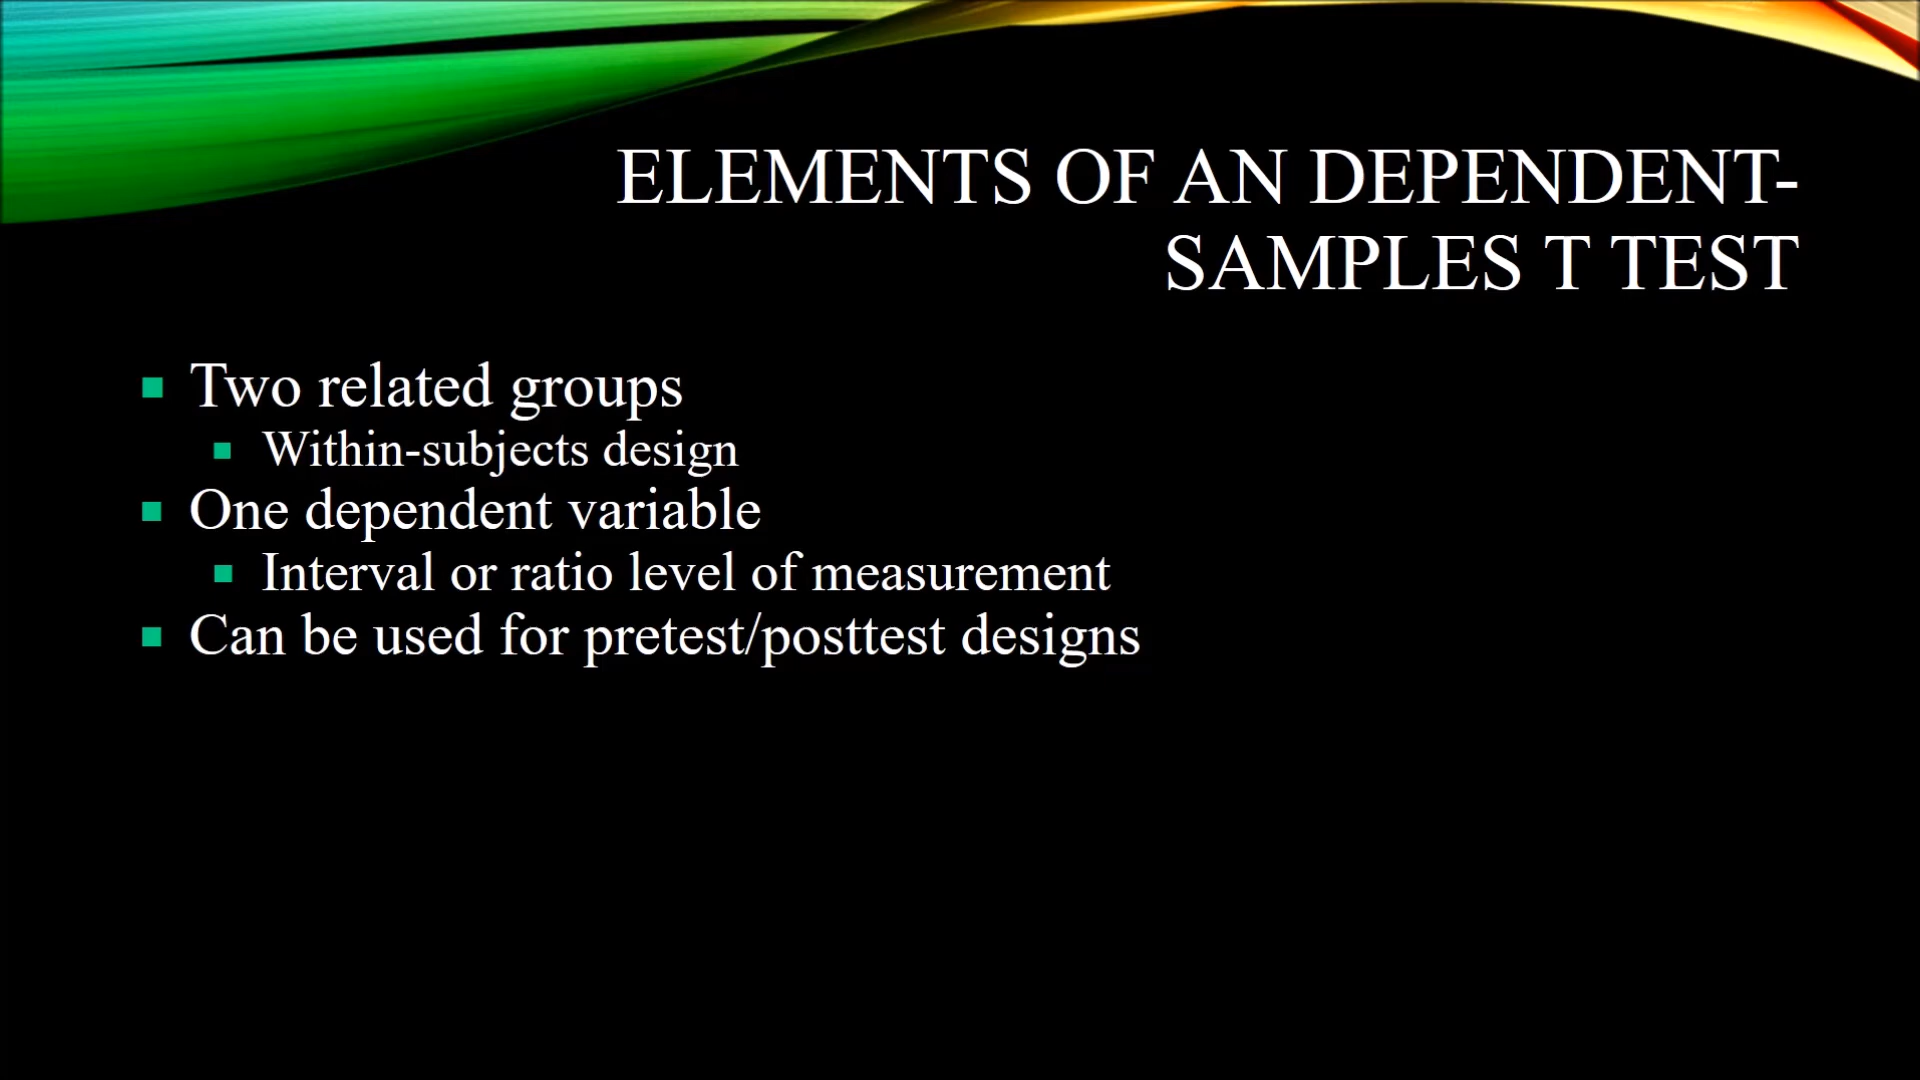 ELEMENTS OF AN DEPENDENT-
SAMPLES T TEST
Two related groups
Within-subjects design
One dependent variable
Interval or ratio level of measurement
Can be used for pretest/posttest designs